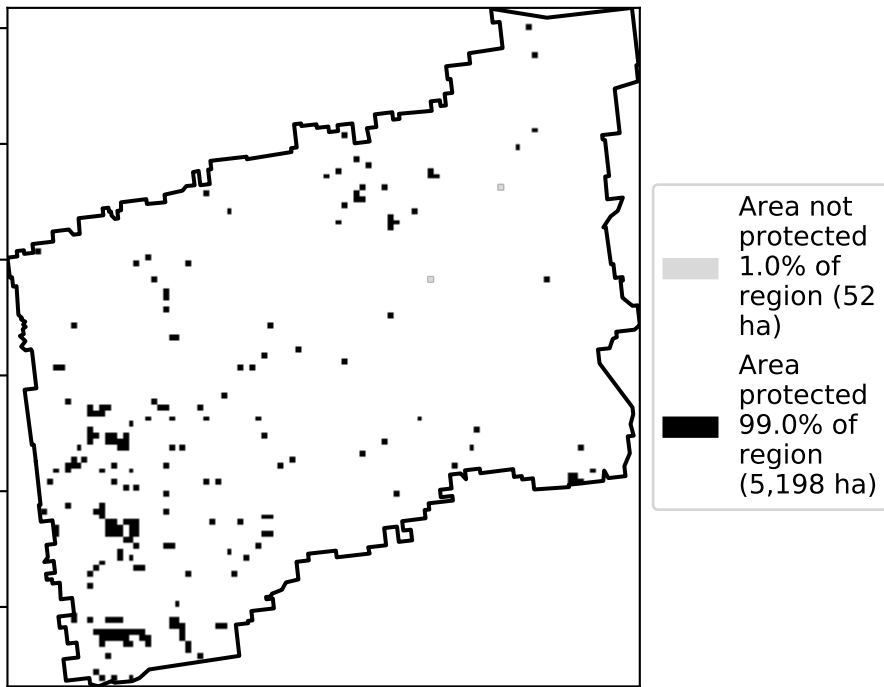 Area not
protected
1.0% of
region (52
ha)
Area
protected
99.0% of
region
(5,198 ha)